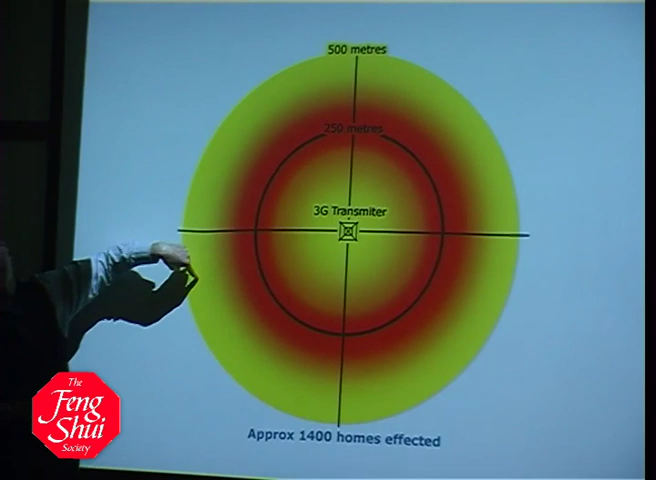 500 metres
250 metres
3G Transmiter
Approx 1400 homes effected
The
Feng
Shui
Society